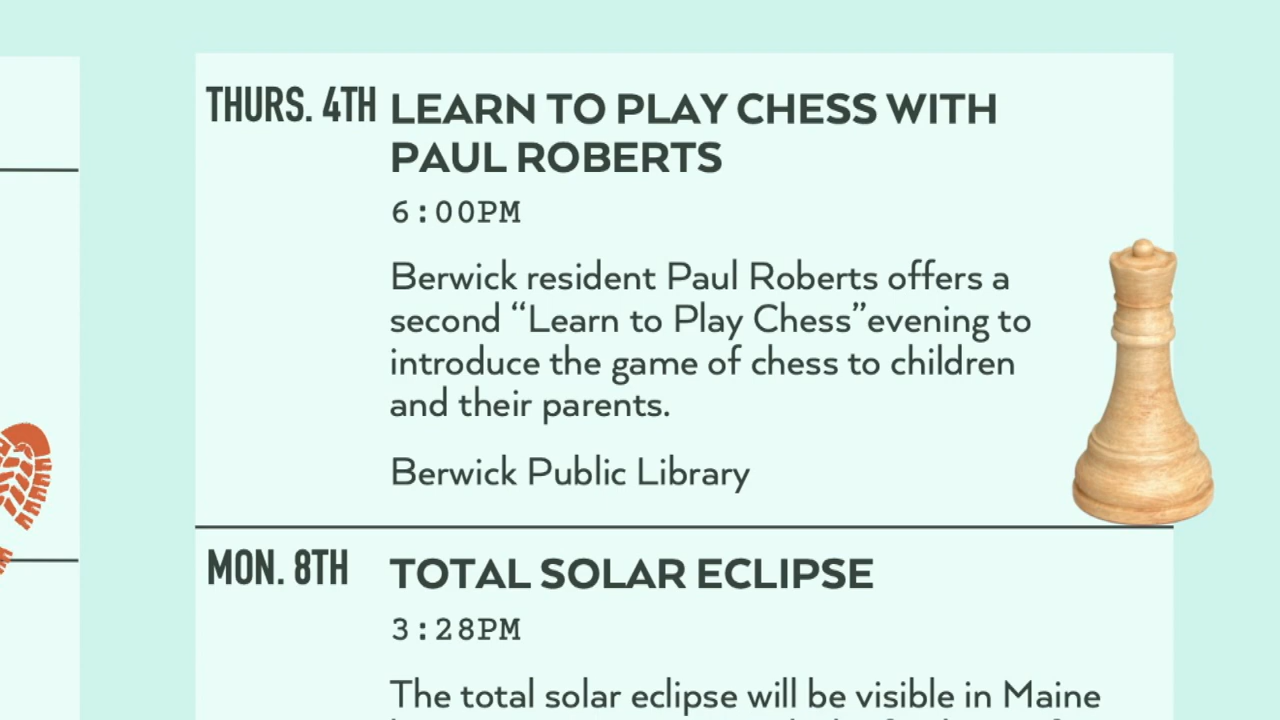 THURS. 4TH
LEARN TO PLAY CHESS WITH
PAUL ROBERTS
6:00PM
Berwick resident Paul Roberts offers a
second “Learn to Play Chess”evening to
introduce the game of chess to children
and their parents.
Berwick Public Library
MON. 8TH
TOTAL SOLAR ECLIPSE
3:28PM
The total solar eclipse will be visible in Maine